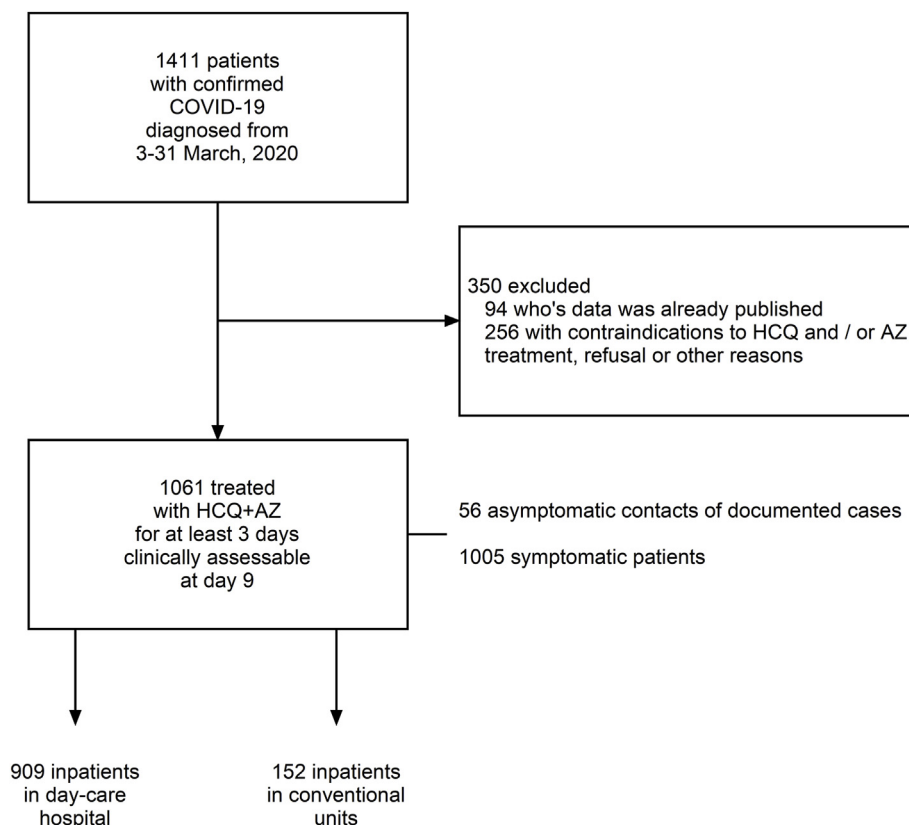 1411 patients
with confirmed
COVID-19
diagnosed from
3-31 March, 2020
350 excluded
94 who's data was already published
256 with contraindications to HCQ and / or AZ
treatment, refusal or other reasons
1061 treated
with HCQ+AZ
for at least 3 days
clinically assessable
at day 9
56 asymptomatic contacts of documented cases
1005 symptomatic patients
909 inpatients
in day-care
hospital
152 inpatients
in conventional
units